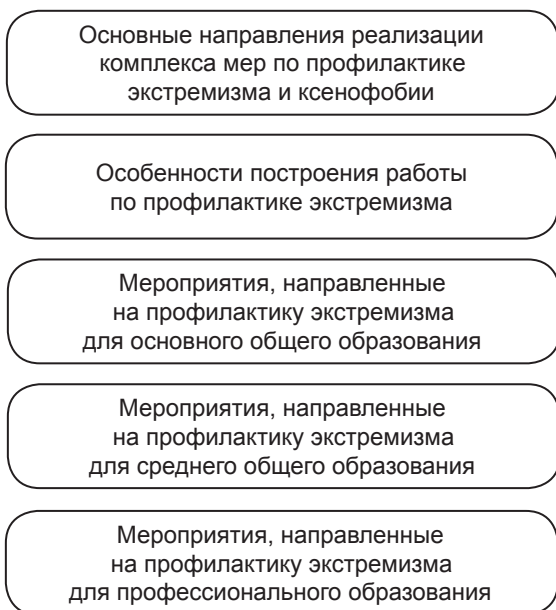 Основные направления реализации
комплекса мер по профилактике
экстремизма и ксенофобии
Особенности построения работы
по профилактике экстремизма
Мероприятия, направленные
на профилактику экстремизма
для основного общего образования
Мероприятия, направленные
на профилактику экстремизма
для среднего общего образования
Мероприятия, направленные
на профилактику экстремизма
для профессионального образования